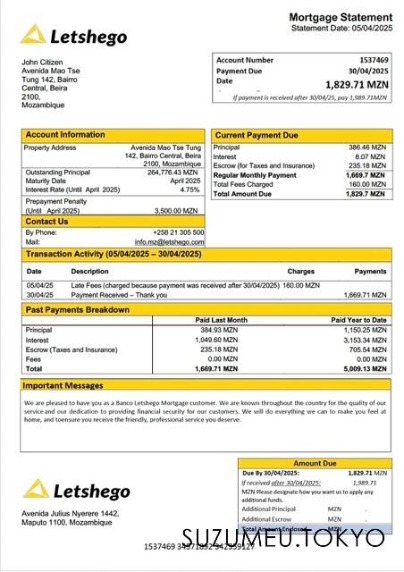 Mortgage Statement
Statement Date: 05/04/2025
Letshego
John Citizen
Avenida Mao Tse
Tung 142, Bairro
Central, Beira
2100,
Mozambique
Account Number 1537469
Payment Due 30/04/2025
Date 1,829.71 MZN
if payment is received after 30/04/25, pay 1,989.71MZN
Account Information
Property Address Avenida Mao Tse Tung
142, Bairro Central, Beira
2100, Mozambique
Outstanding Principal 264,776.43 MZN
Maturity Date April 2025
Interest Rate (Until April 2025) 4.75%
Prepayment Penalty
(Until April 2025) 3,500.00 MZN
Contact Us
By Phone: +258 21 305 500
Mail: info.mz@letshego.com
Current Payment Due
Principal 386.46 MZN
Interest 8.07 MZN
Escrow (for Taxes and Insurance) 235.18 MZN
Regular Monthly Payment 1,669.7 MZN
Total Fees Charged 160.00 MZN
Total Amount Due 1,829.7 MZN
Transaction Activity (05/04/2025 – 30/04/2025)
Date Description Charges Payments
05/04/25 Late Fees (charged because payment was received after 30/04/2025) 160.00 MZN
30/04/25 Payment Received – Thank you 1,669.71 MZN
Past Payments Breakdown
Paid Last Month Paid Year to Date
Principal 384.93 MZN 1,150.25 MZN
Interest 1,049.60 MZN 3,153.34 MZN
Escrow (Taxes and Insurance) 235.18 MZN 705.54 MZN
Fees 0.00 MZN 0.00 MZN
Total 1,669.71 MZN 5,009.13 MZN
Important Messages
We are pleased to have you as a Banco Letshego Mortgage customer. We are known throughout the country for the quality of our
service and our dedication to providing financial security for our customers. We will do everything we can to make you feel at
home, and toensure you receive the friendly, professional service you deserve.
Letshego
Avenida Julius Nyerere 1442,
Maputo 1100, Mozambique
Amount Due
Due By 30/04/2025: 1,829.71 MZN
If received after 30/04/2025: 1,989.71
MZN Please designate how you want us to apply any
additional funds.
Additional Principal MZN
Additional Escrow MZN
Total Amount Enclosed MZN
SUZUMEU.TOKYO
1537469